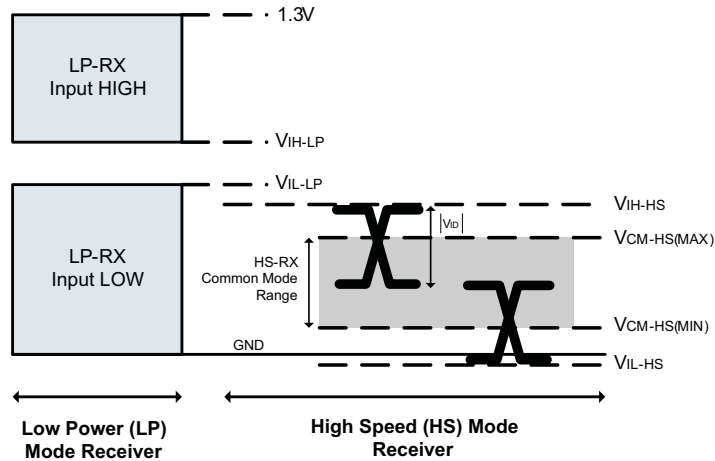 1.3V
LP-RX
Input HIGH
VIH-LP
VIL-LP
VIH-HS
|VID|
VCM-HS(MAX)
LP-RX
Input LOW
HS-RX
Common Mode
Range
VCM-HS(MIN)
GND
VIL-HS
Low Power (LP)
Mode Receiver
High Speed (HS) Mode
Receiver